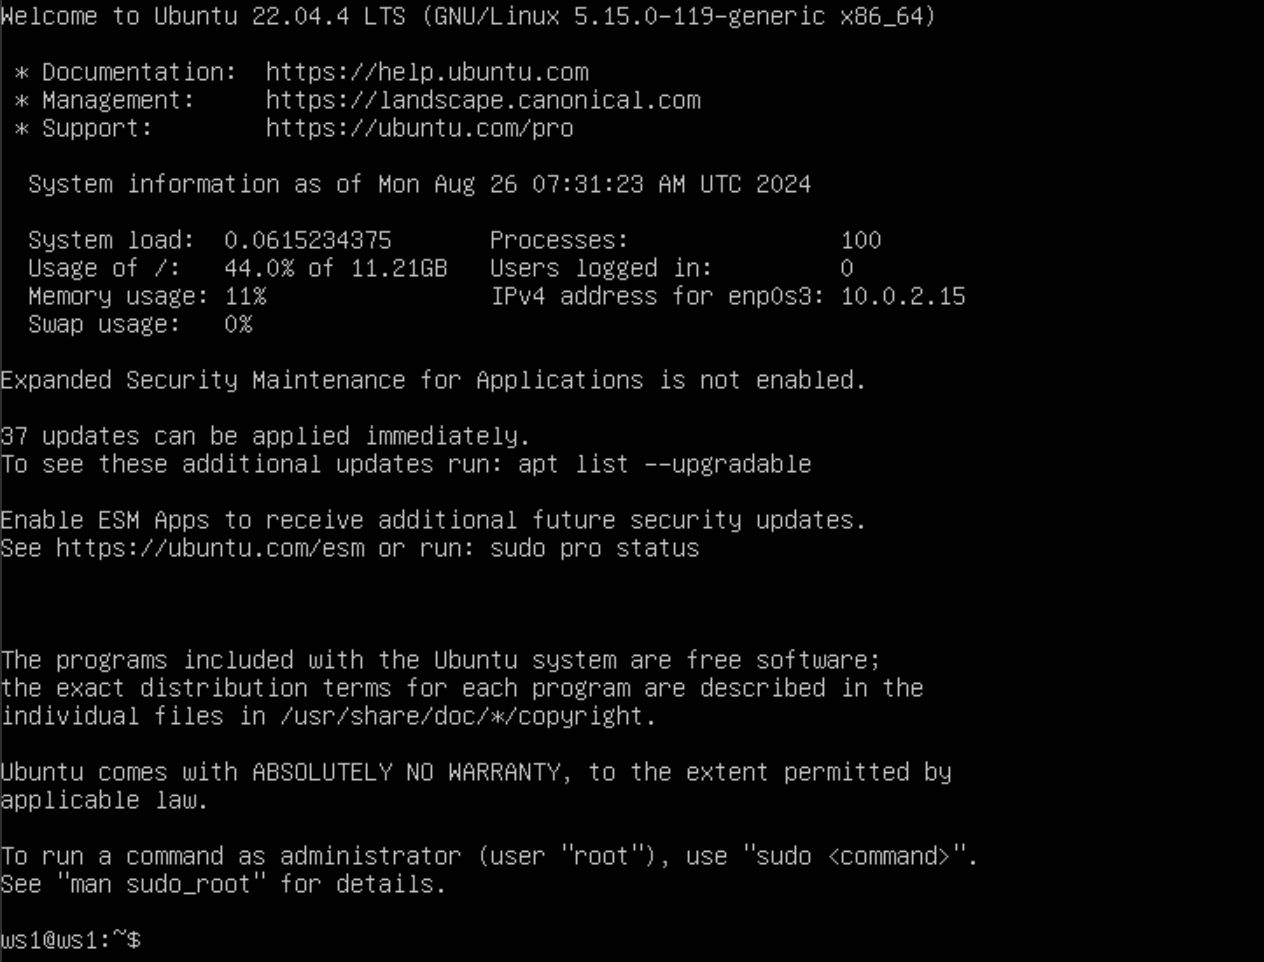 Welcome to Ubuntu 22.04.4 LTS (GNU/Linux 5.15.0-119-generic x86_64)
 * Documentation:  https://help.ubuntu.com
 * Management:     https://landscape.canonical.com
 * Support:        https://ubuntu.com/pro
  System information as of Mon Aug 26 07:31:23 AM UTC 2024
  System load:  0.0615234375       Processes:               100
  Usage of /:   44.0% of 11.21GB   Users logged in:         0
  Memory usage: 11%                IPv4 address for enp0s3: 10.0.2.15
  Swap usage:   0%
Expanded Security Maintenance for Applications is not enabled.
37 updates can be applied immediately.
To see these additional updates run: apt list --upgradable
Enable ESM Apps to receive additional future security updates.
See https://ubuntu.com/esm or run: sudo pro status
The programs included with the Ubuntu system are free software;
the exact distribution terms for each program are described in the
individual files in /usr/share/doc/*/copyright.
Ubuntu comes with ABSOLUTELY NO WARRANTY, to the extent permitted by
applicable law.
To run a command as administrator (user "root"), use "sudo <command>".
See "man sudo_root" for details.
ws1@ws1:~$